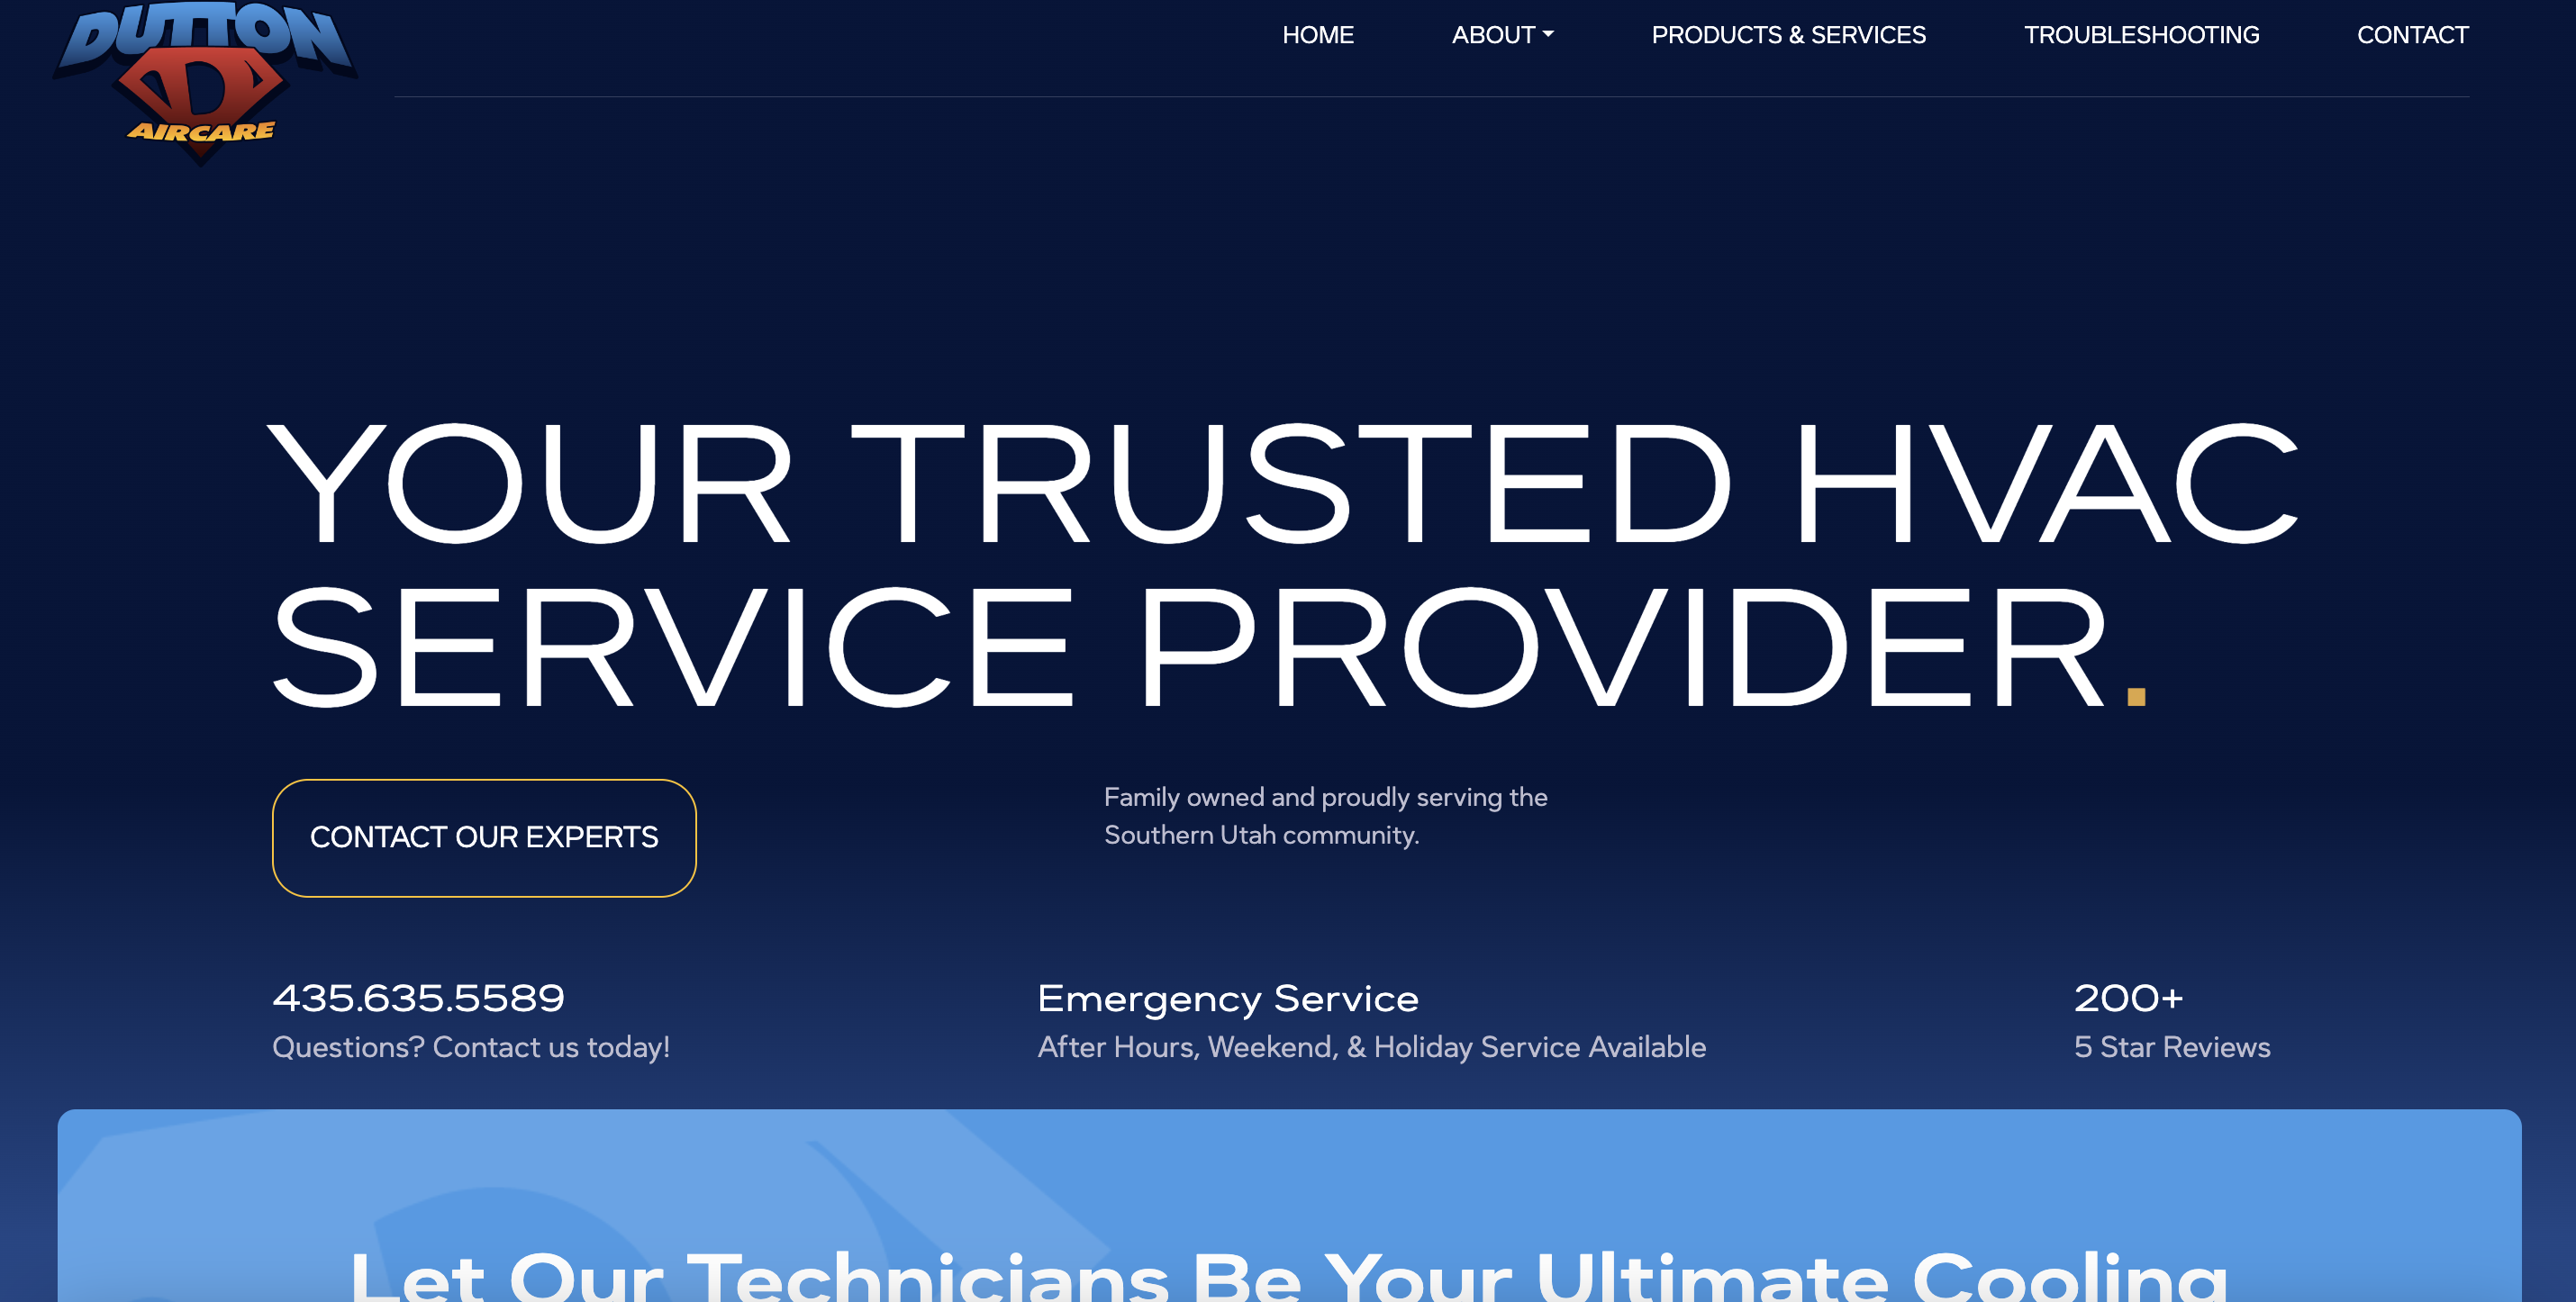 DUTTON
D
AIRCARE
HOME
ABOUT
PRODUCTS & SERVICES
TROUBLESHOOTING
CONTACT
YOUR TRUSTED HVAC
SERVICE PROVIDER.
CONTACT OUR EXPERTS
Family owned and proudly serving the
Southern Utah community.
435.635.5589
Questions? Contact us today!
Emergency Service
After Hours, Weekend, & Holiday Service Available
200+
5 Star Reviews
Let Our Technicians Be Your Ultimate Cooling